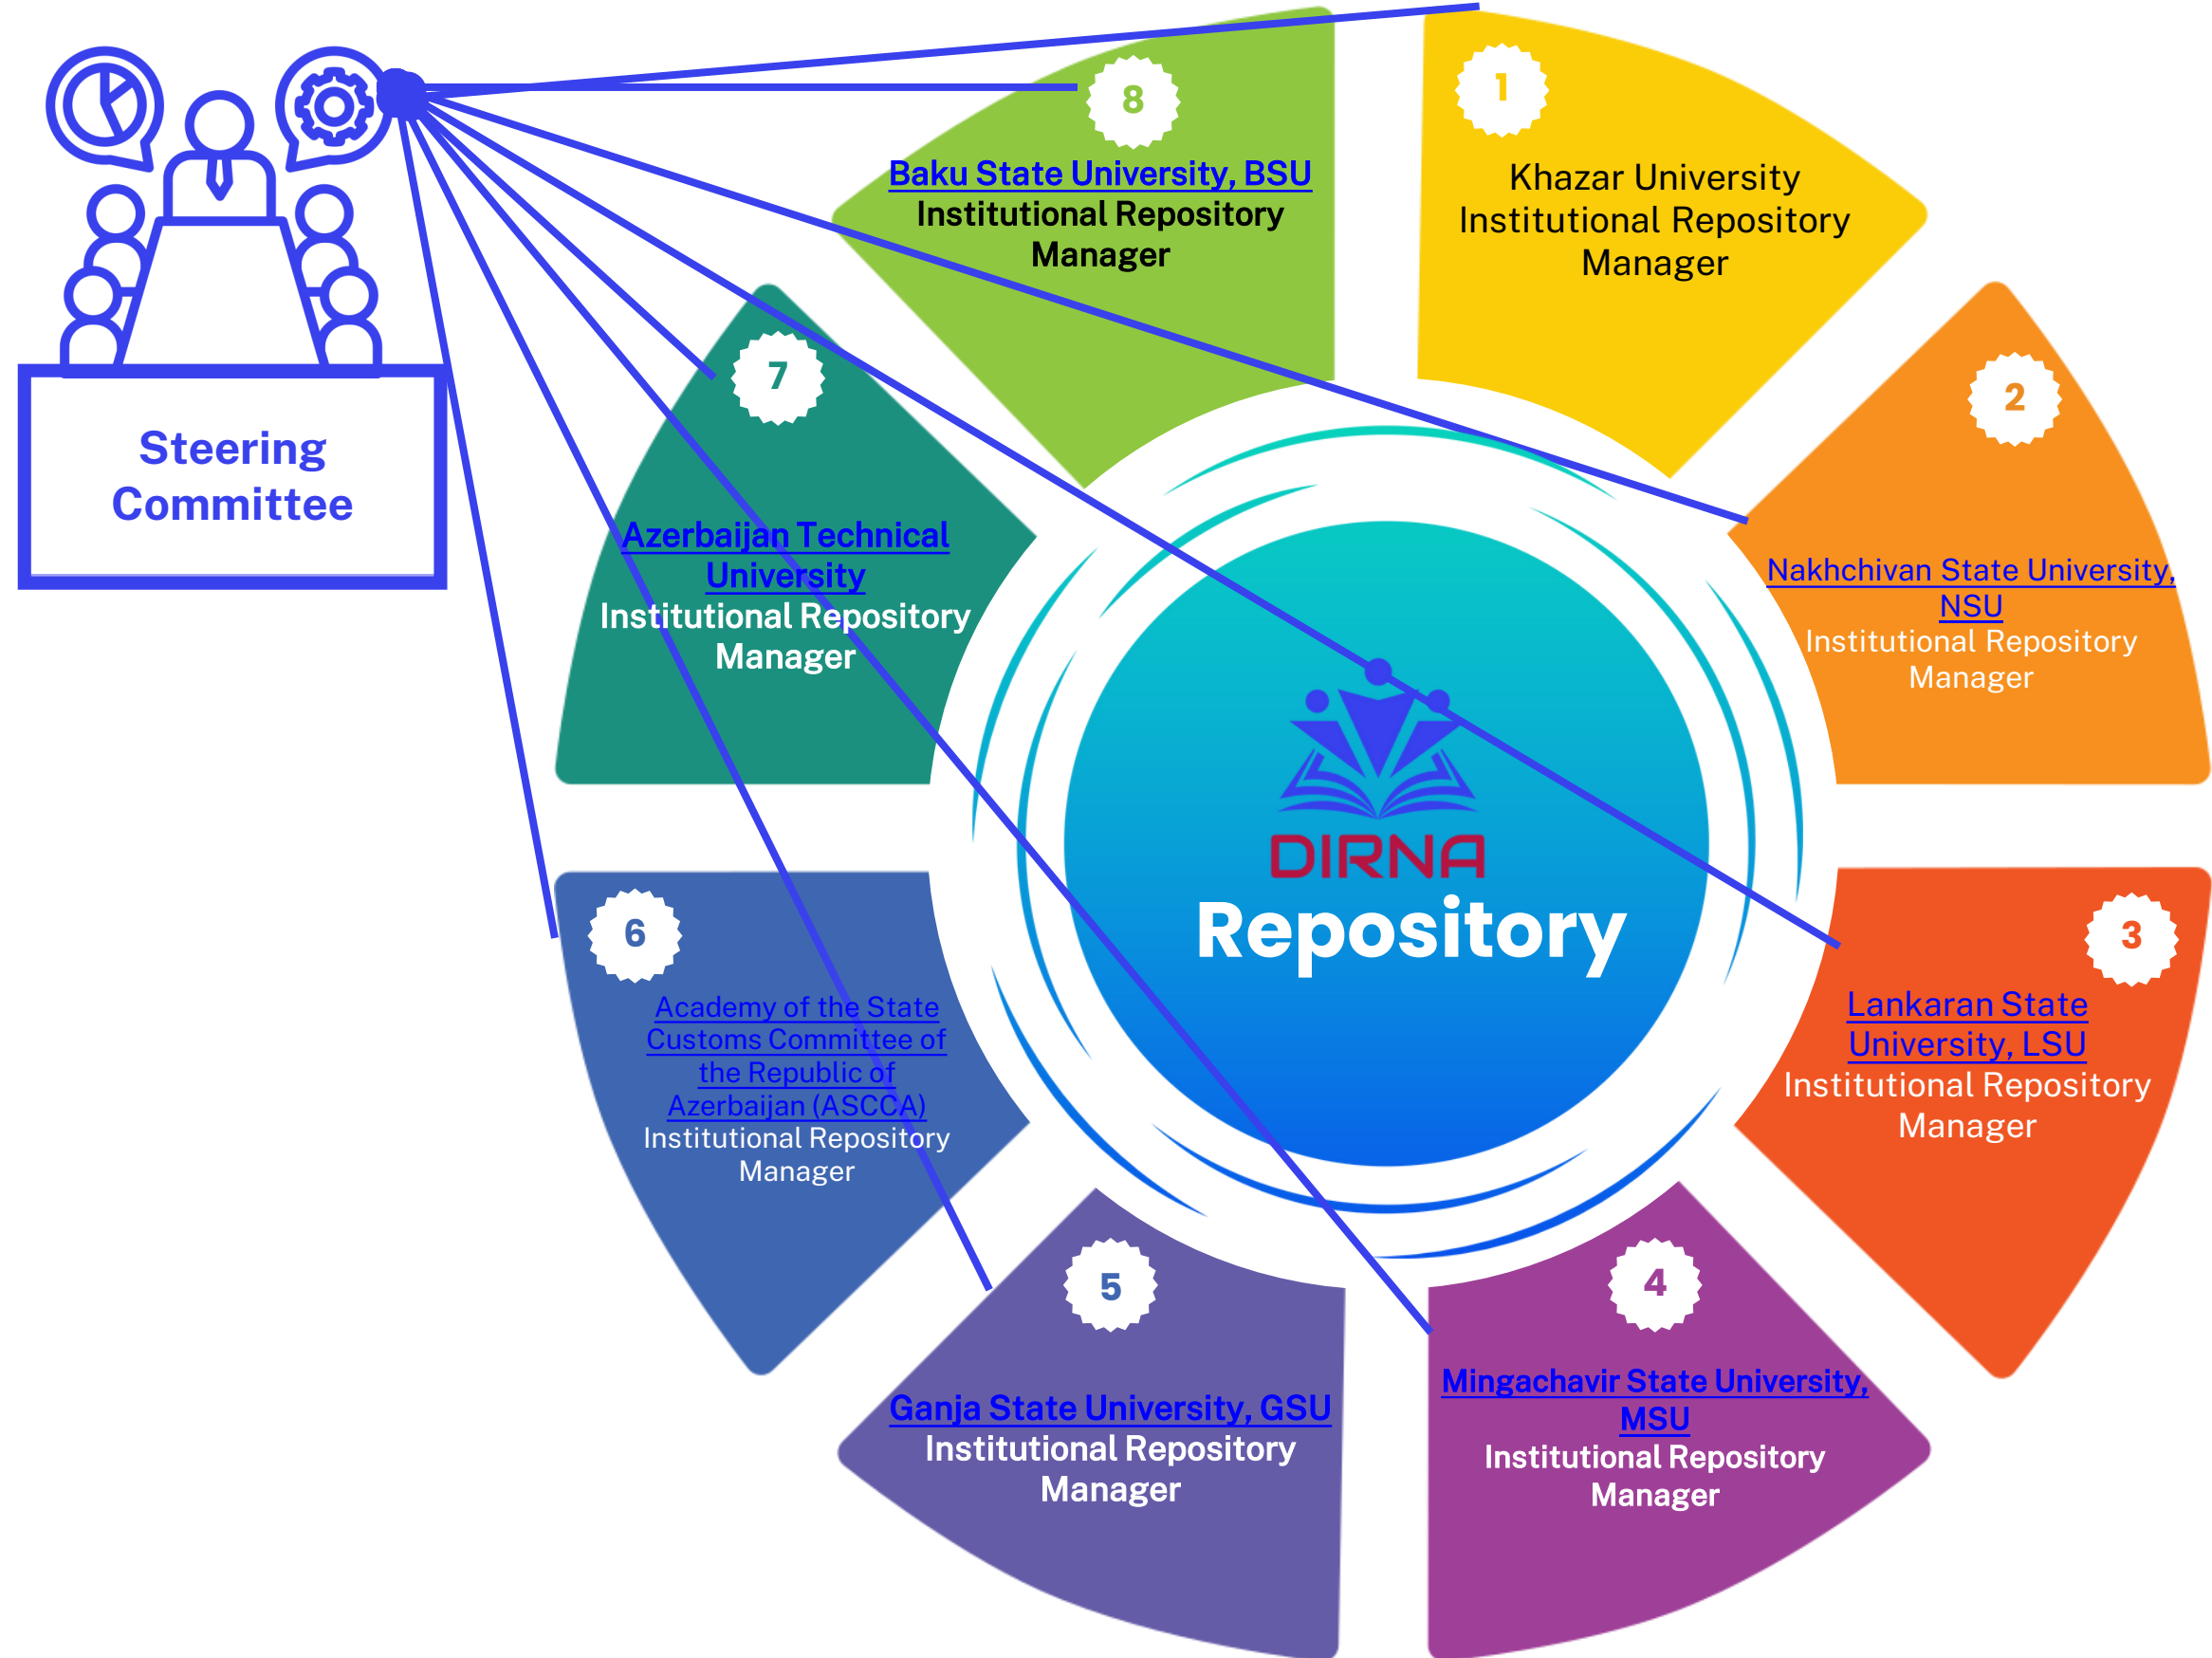 Steering
Committee
1
Khazar University
Institutional Repository
Manager
2
Nakhchivan State University,
NSU
Institutional Repository
Manager
3
Lankaran State
University, LSU
Institutional Repository
Manager
4
Mingachavir State University,
MSU
Institutional Repository
Manager
5
Ganja State University, GSU
Institutional Repository
Manager
6
Academy of the State
Customs Committee of
the Republic of
Azerbaijan (ASCCA)
Institutional Repository
Manager
7
Azerbaijan Technical
University
Institutional Repository
Manager
8
Baku State University, BSU
Institutional Repository
Manager
DIRNA
Repository